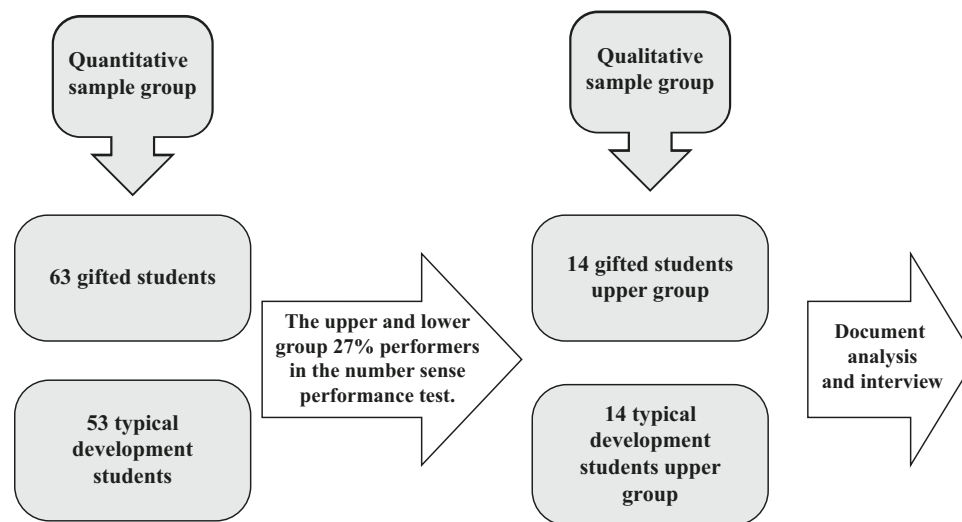 Quantitative
sample group
Qualitative
sample group
63 gifted students
The upper and lower
group 27% performers
in the number sense
performance test.
14 gifted students
upper group
Document
analysis
and interview
53 typical
development
students
14 typical
development
students upper
group